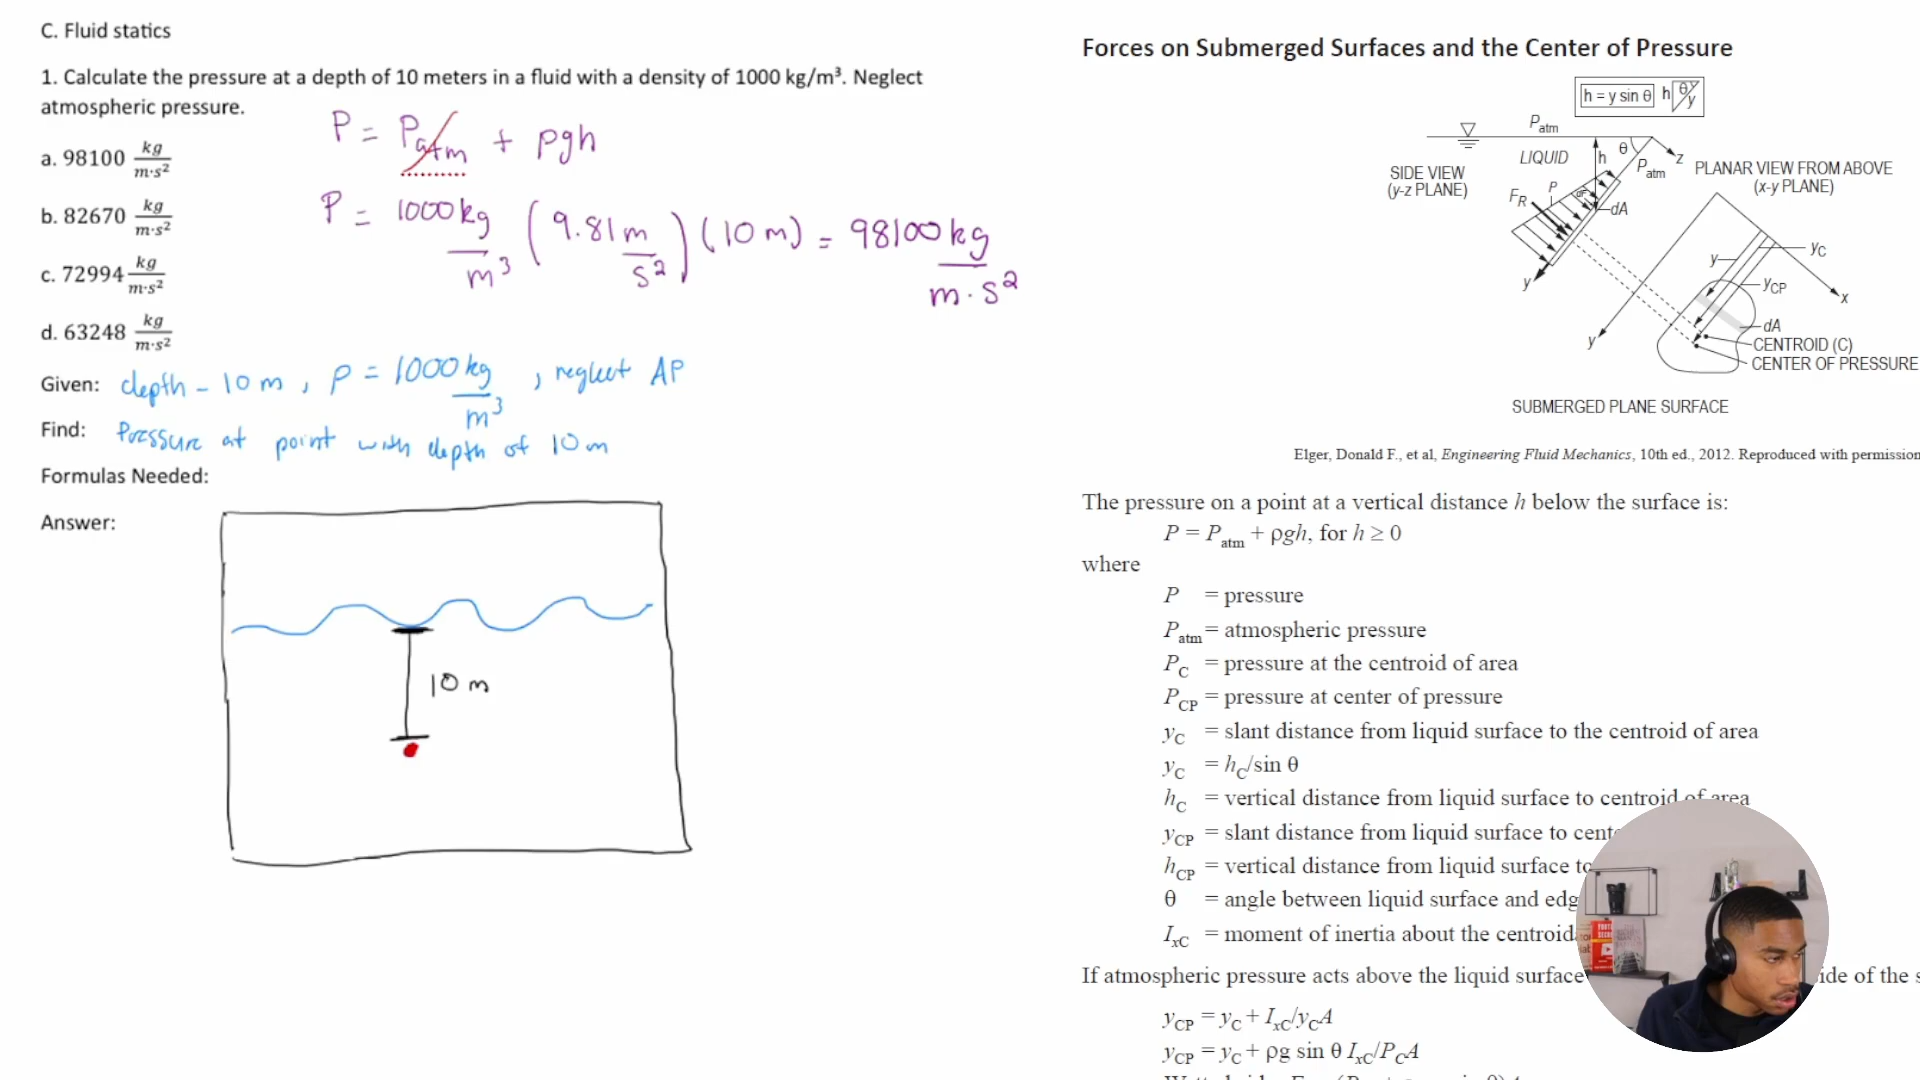 C. Fluid statics
1. Calculate the pressure at a depth of 10 meters in a fluid with a density of 1000 kg/m³. Neglect
atmospheric pressure.
P = Patm + ρgh
a. 98100 kg/m·s²
P = 1000 kg/m³ (9.81 m/s²) (10 m) = 98100 kg/m·s²
b. 82670 kg/m·s²
c. 72994 kg/m·s²
d. 63248 kg/m·s²
Given: depth - 10 m, ρ = 1000 kg/m³, neglect AP
Find: Pressure at point with depth of 10 m
Formulas Needed:
Answer:
10 m
Forces on Submerged Surfaces and the Center of Pressure
h = y sin θ h θ y
Patm
LIQUID h θ
Patm z
SIDE VIEW
(y-z PLANE)
PLANAR VIEW FROM ABOVE
(x-y PLANE)
FR P
dA
y
yC
y
yCP
x
dA
y
CENTROID (C)
CENTER OF PRESSURE
SUBMERGED PLANE SURFACE
Elger, Donald F., et al, Engineering Fluid Mechanics, 10th ed., 2012. Reproduced with permission
The pressure on a point at a vertical distance h below the surface is:
P = Patm + ρgh, for h ≥ 0
where
P = pressure
Patm = atmospheric pressure
PC = pressure at the centroid of area
PCP = pressure at center of pressure
yC = slant distance from liquid surface to the centroid of area
yC = hC/sin θ
hC = vertical distance from liquid surface to centroid of area
yCP = slant distance from liquid surface to cent
hCP = vertical distance from liquid surface to
θ = angle between liquid surface and edg
IxC = moment of inertia about the centroid
If atmospheric pressure acts above the liquid surface ide of the s
yCP = yC + IxC/yCA
yCP = yC + ρg sin θ IxC/PCA